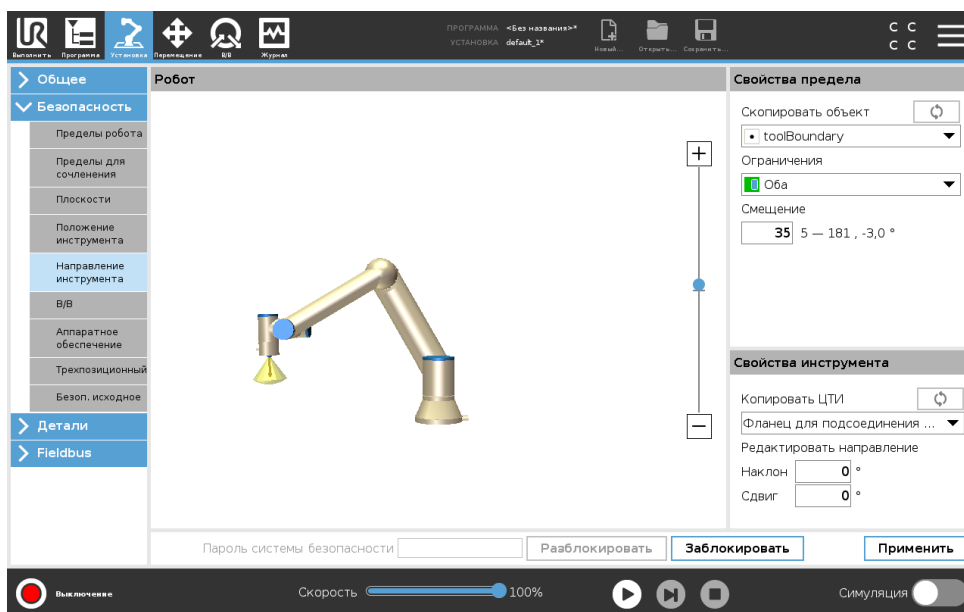 ПРОГРАММА <Без названия>*
УСТАНОВКА default_1*
Выполнить Программа Установка Перемещение В/В Журнал
Новый... Открыть... Сохранить...
C C
C C
Общее
Безопасность
Пределы робота
Пределы для
сочленения
Плоскости
Положение
инструмента
Направление
инструмента
В/В
Аппаратное
обеспечение
Трехпозиционный
Безоп. исходное
Детали
Fieldbus
Робот
Свойства предела
Скопировать объект
toolBoundary
Ограничения
Оба
Смещение
35 5 — 181 , -3,0 °
Свойства инструмента
Копировать ЦТИ
Фланец для подсоединения ...
Редактировать направление
Наклон 0 °
Сдвиг 0 °
Пароль системы безопасности Разблокировать Заблокировать Применить
Выключение Скорость 100% Симуляция